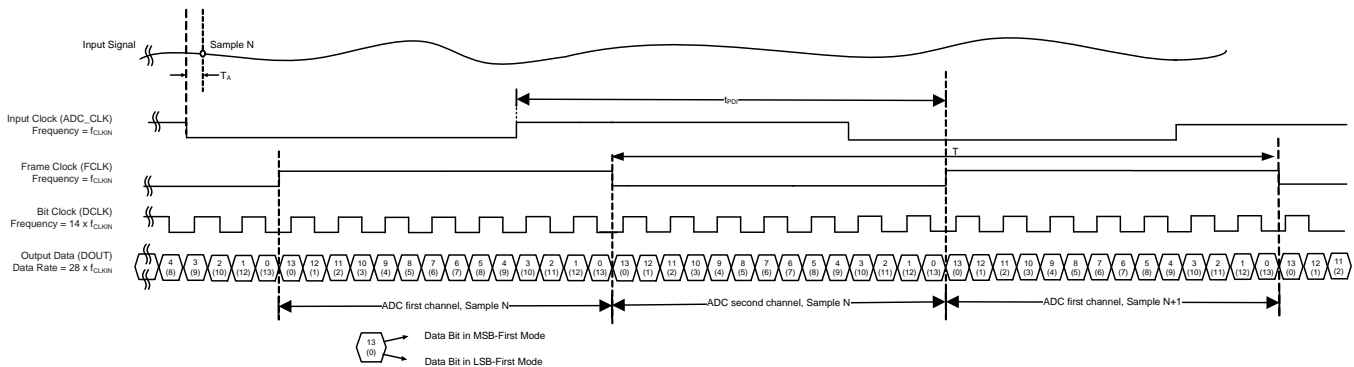 Input Signal
Sample N
T_A
t_PDI
Input Clock (ADC_CLK)
Frequency = f_CLKIN
T
Frame Clock (FCLK)
Frequency = f_CLKIN
Bit Clock (DCLK)
Frequency = 14 x f_CLKIN
Output Data (DOUT)
Data Rate = 28 x f_CLKIN
4 3 2 1 0 13 12 11 10 9 8 7 6 5 4 3 2 1 0 13 12 11 10 9 8 7 6 5 4 3 2 1 0 13 12 11 10 9 8 7 6 5 4 3 2 1 0 13 12 11
(8) (9) (10) (12) (13) (0) (1) (2) (3) (4) (5) (6) (7) (8) (9) (10) (11) (12) (13) (0) (1) (2) (3) (4) (5) (6) (7) (8) (9) (10) (11) (12) (13) (0) (1) (2) (3) (4) (5) (6) (7) (8) (9) (10) (11) (12) (13) (0) (1) (2)
ADC first channel, Sample N
ADC second channel, Sample N
ADC first channel, Sample N+1
13
(0)
Data Bit in MSB-First Mode
Data Bit in LSB-First Mode